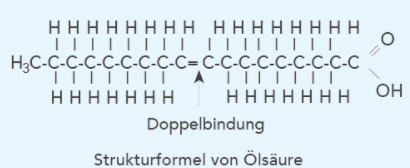 H H H H H H H H H H H H H H H H
H₃C-C-C-C-C-C-C-C-C=C-C-C-C-C-C-C-C-C
O
H H H H H H H H H H H H H H
OH
Doppelbindung
Strukturformel von Ölsäure